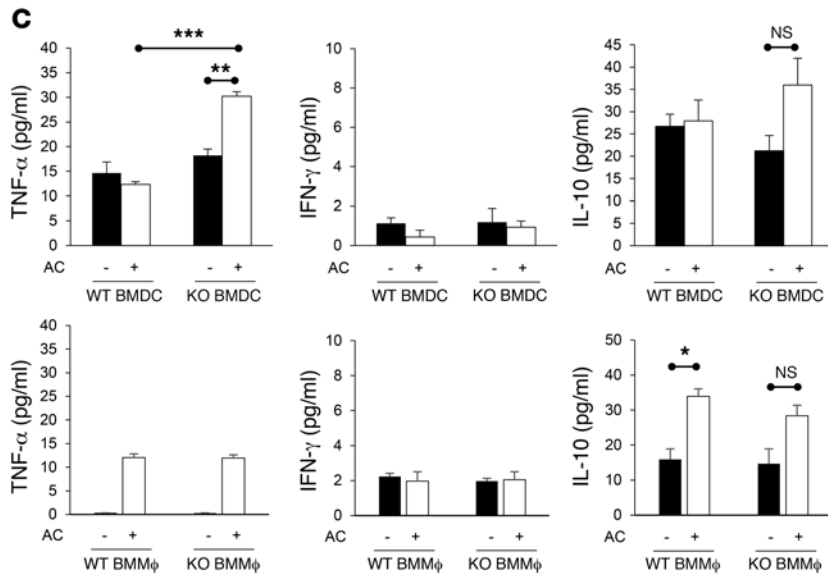 C
***
**
TNF-α (pg/ml)
40
35
30
25
20
15
10
5
0
AC - + - +
WT BMDC KO BMDC
IFN-γ (pg/ml)
10
8
6
4
2
0
AC - + - +
WT BMDC KO BMDC
NS
IL-10 (pg/ml)
45
40
35
30
25
20
15
10
5
0
AC - + - +
WT BMDC KO BMDC
TNF-α (pg/ml)
40
35
30
25
20
15
10
5
0
AC - + - +
WT BMMϕ KO BMMϕ
IFN-γ (pg/ml)
10
8
6
4
2
0
AC - + - +
WT BMMϕ KO BMMϕ
*
NS
IL-10 (pg/ml)
50
40
30
20
10
0
AC - + - +
WT BMMϕ KO BMMϕ